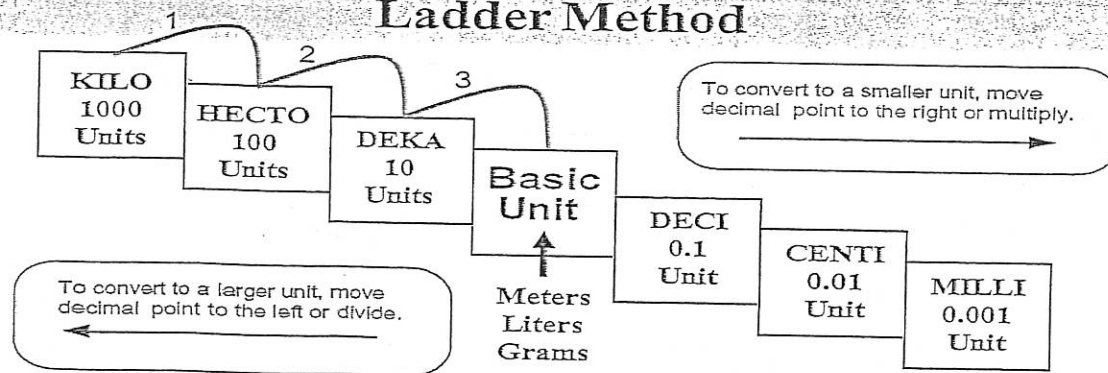 Ladder Method
1
2
3
KILO
1000
Units
HECTO
100
Units
DEKA
10
Units
Basic
Unit
DECI
0.1
Unit
CENTI
0.01
Unit
MILLI
0.001
Unit
To convert to a smaller unit, move
decimal point to the right or multiply.
To convert to a larger unit, move
decimal point to the left or divide.
Meters
Liters
Grams